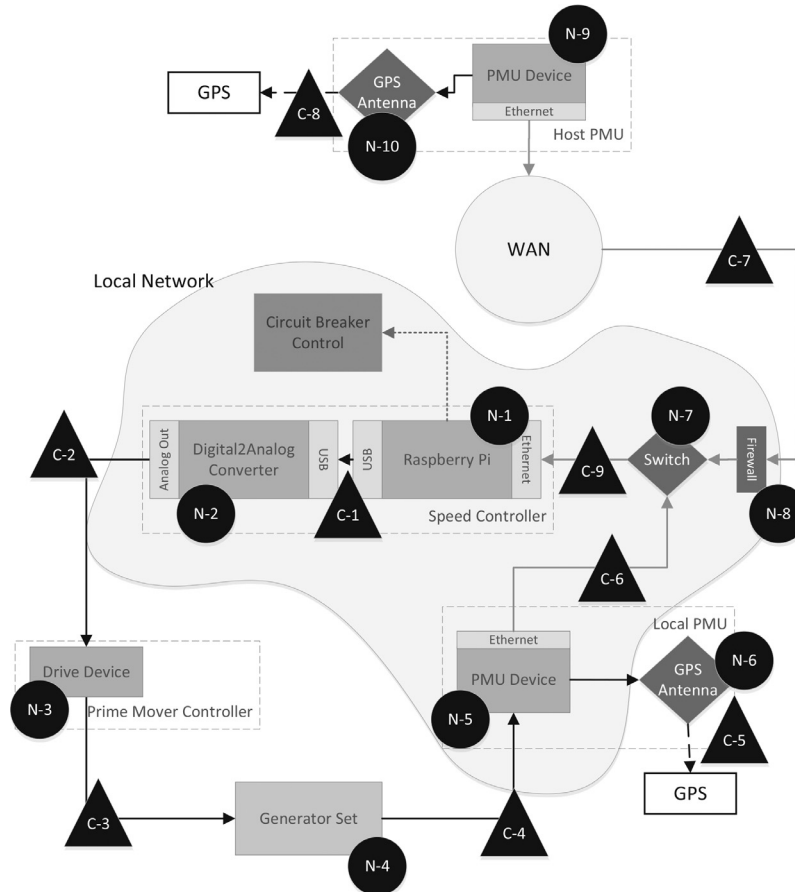 N-9
PMU Device
GPS
GPS
Antenna
C-8
Ethernet
N-10
Host PMU
WAN
C-7
Local Network
Circuit Breaker
Control
N-1
N-7
C-2
Analog Out
Digital2Analog
Converter
USB
USB
Raspberry Pi
Ethernet
C-9
Switch
Firewall
N-2
C-1
Speed Controller
N-8
C-6
Ethernet
Local PMU
Drive Device
PMU Device
GPS
Antenna
N-6
N-3
Prime Mover Controller
N-5
C-5
GPS
C-3
Generator Set
C-4
N-4